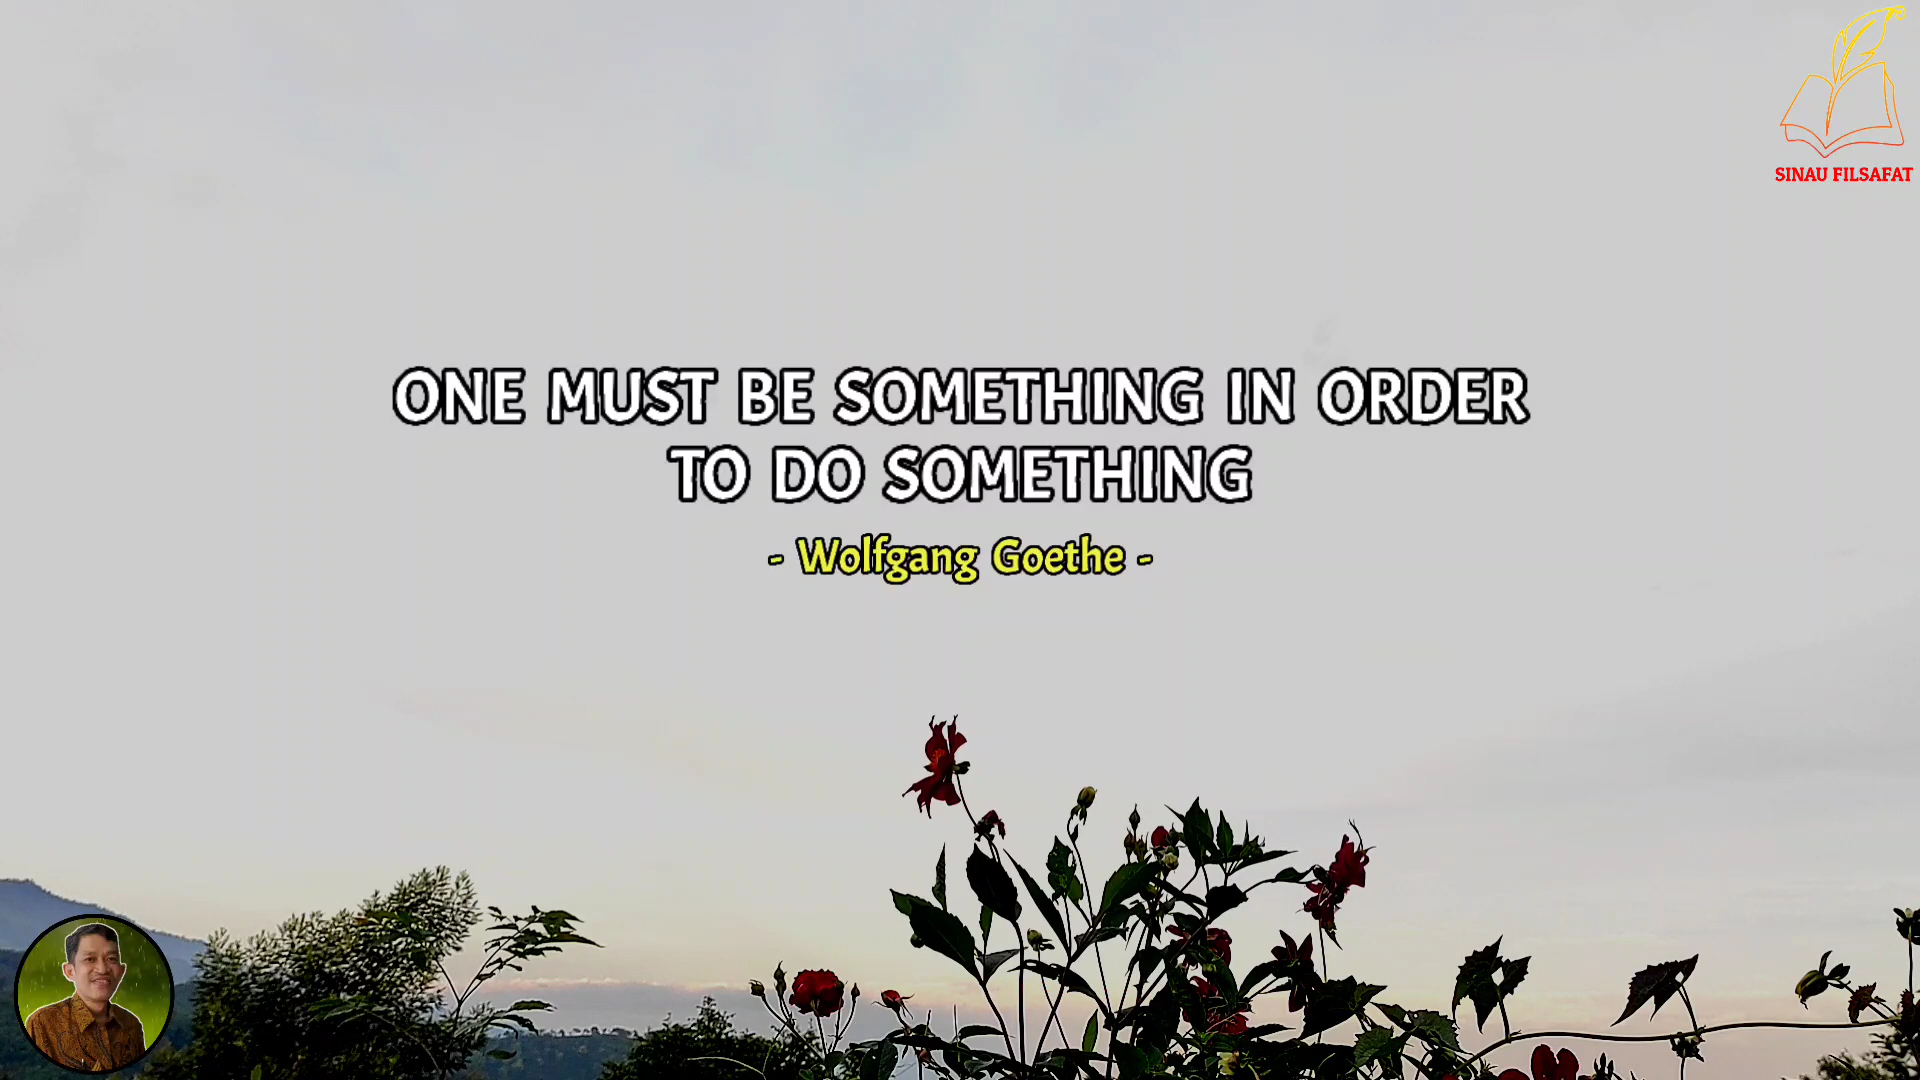 SINAU FILSAFAT
ONE MUST BE SOMETHING IN ORDER
TO DO SOMETHING
- Wolfgang Goethe -